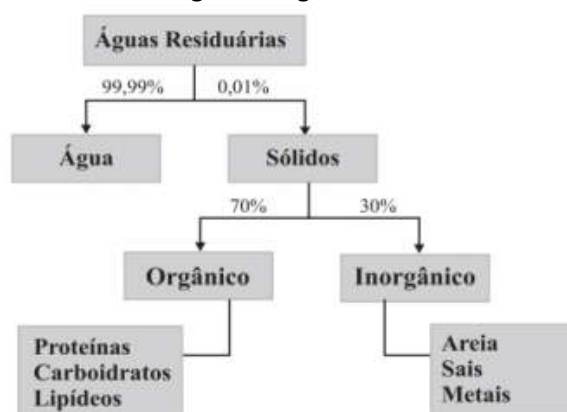 Águas Residuárias
99,99%
0,01%
Água
Sólidos
70%
30%
Orgânico
Inorgânico
Proteínas
Carboidratos
Lipídeos
Areia
Sais
Metais